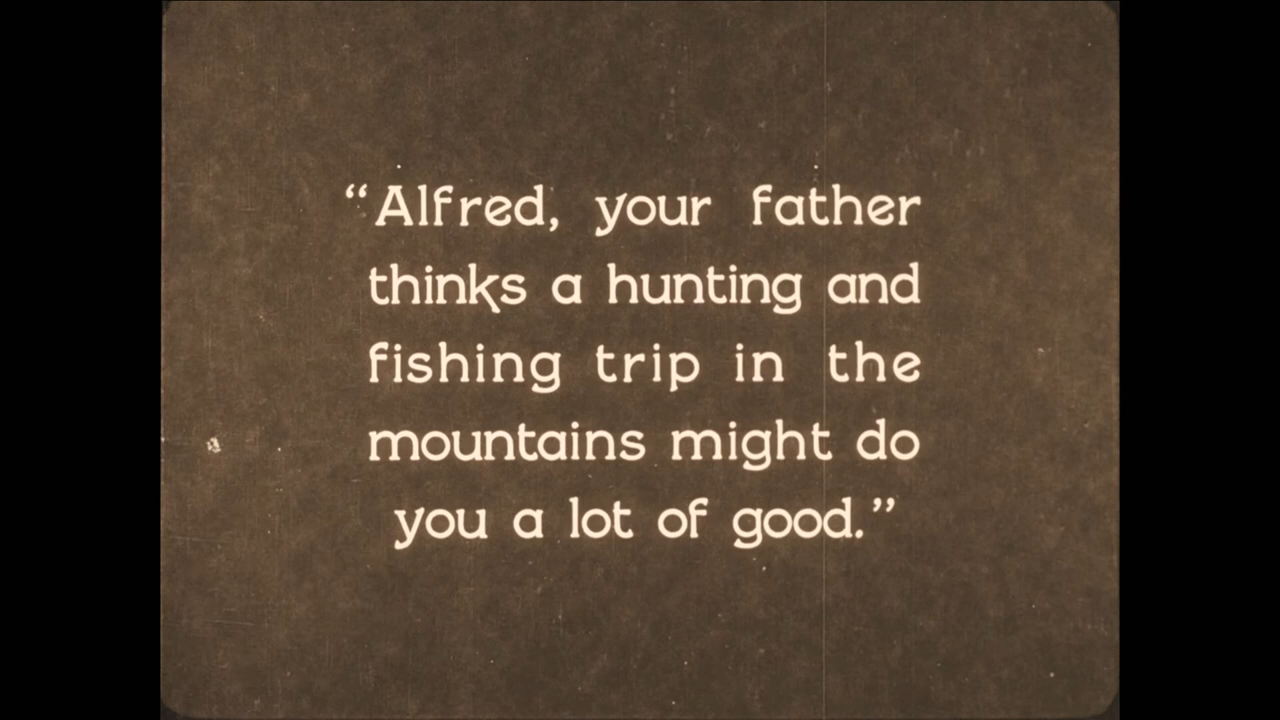 “Alfred, your father
thinks a hunting and
fishing trip in the
mountains might do
you a lot of good.”